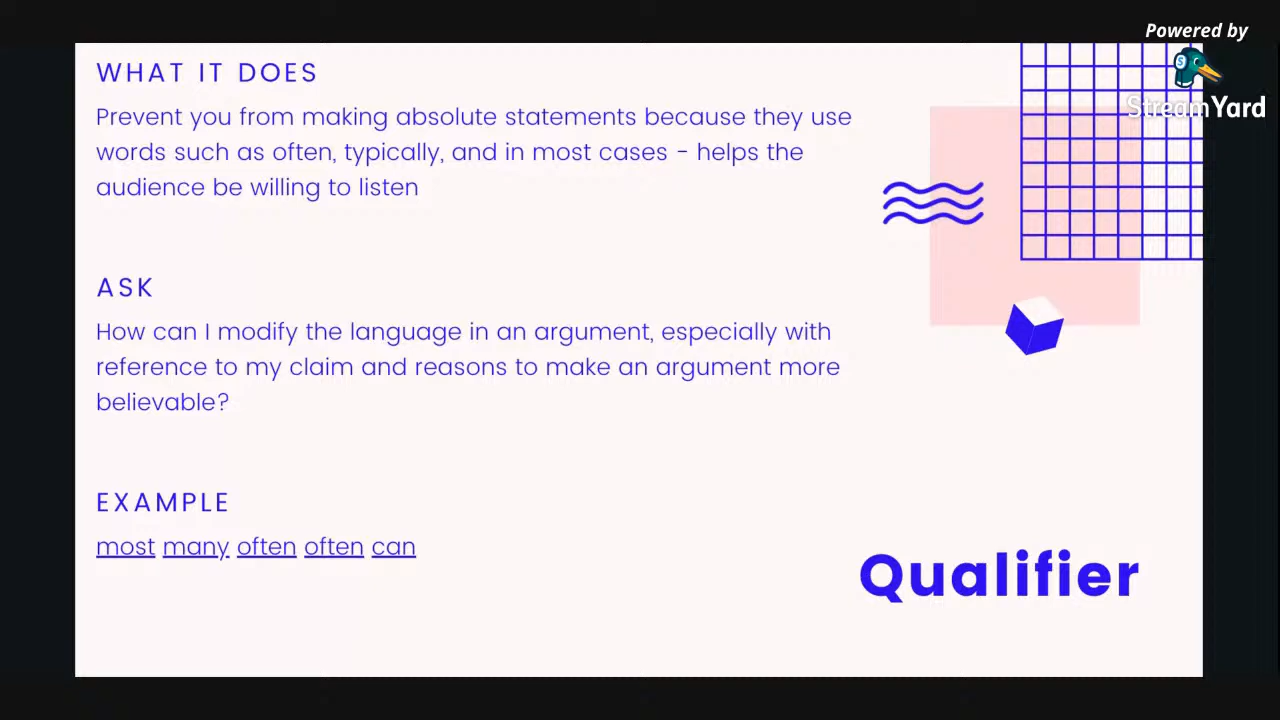 Powered by
StreamYard
WHAT IT DOES
Prevent you from making absolute statements because they use
words such as often, typically, and in most cases - helps the
audience be willing to listen
ASK
How can I modify the language in an argument, especially with
reference to my claim and reasons to make an argument more
believable?
EXAMPLE
most many often often can
Qualifier